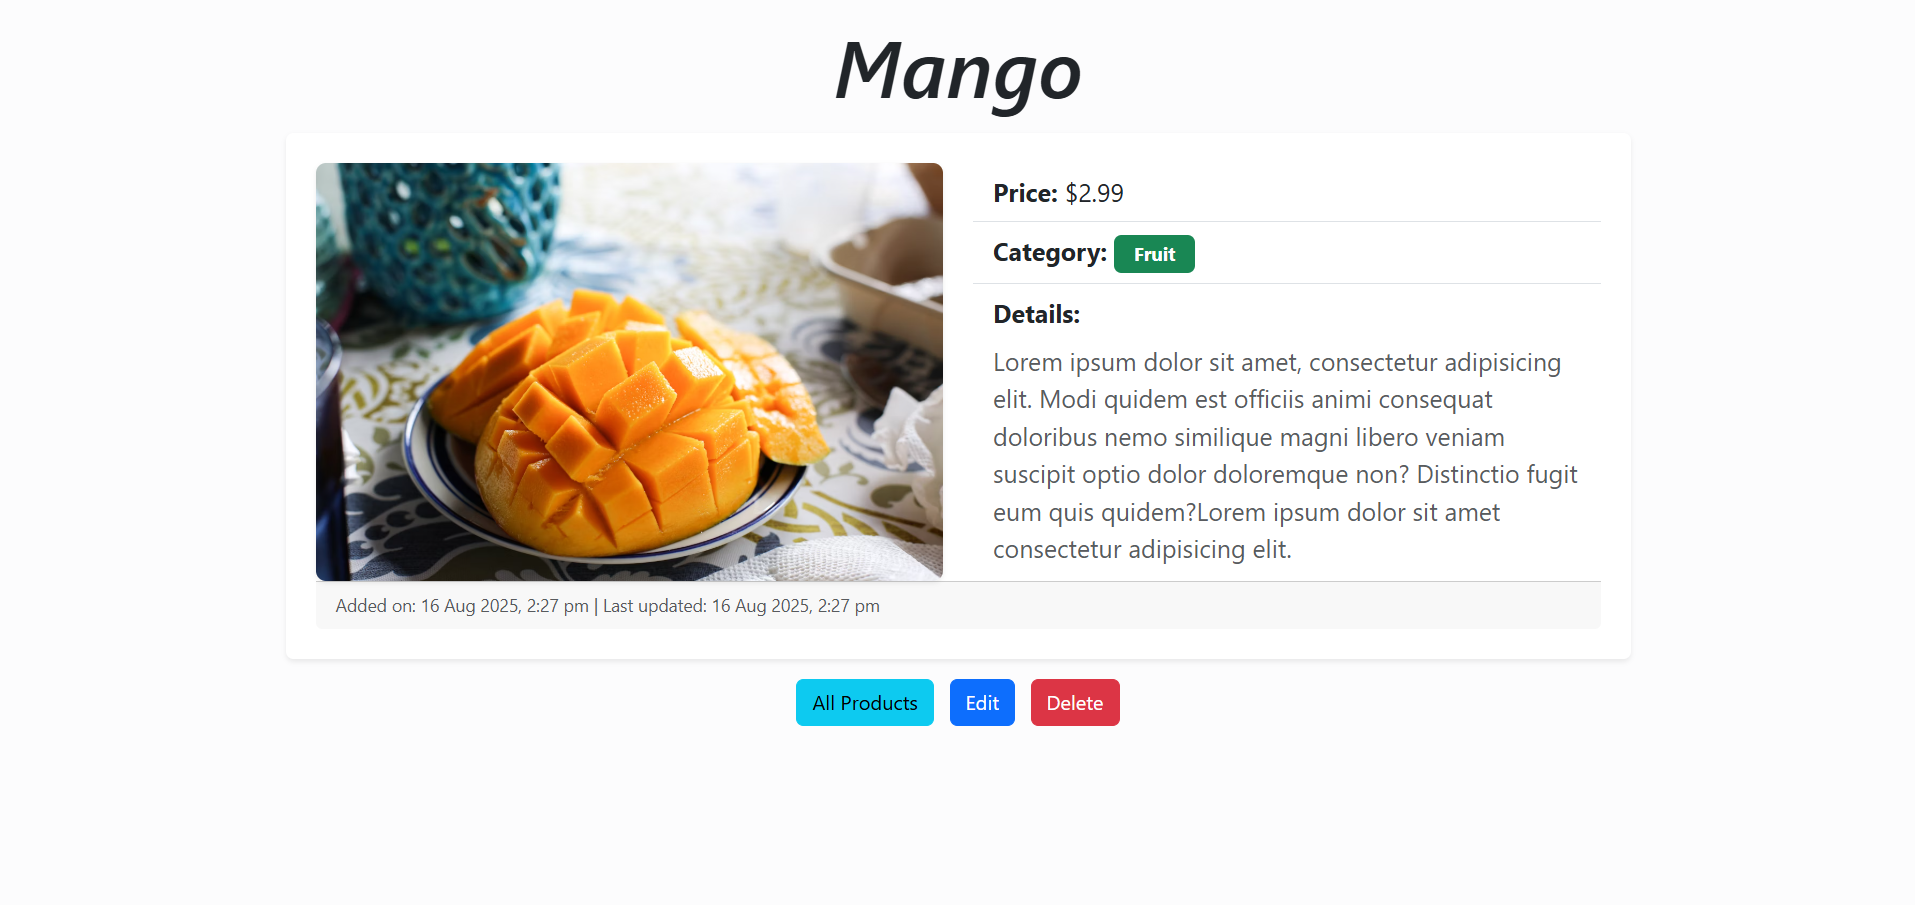 Mango
Price: $2.99
Category: Fruit
Details:
Lorem ipsum dolor sit amet, consectetur adipisicing
elit. Modi quidem est officiis animi consequat
doloribus nemo similique magni libero veniam
suscipit optio dolor doloremque non? Distinctio fugit
eum quis quidem?Lorem ipsum dolor sit amet
consectetur adipisicing elit.
Added on: 16 Aug 2025, 2:27 pm | Last updated: 16 Aug 2025, 2:27 pm
All Products Edit Delete